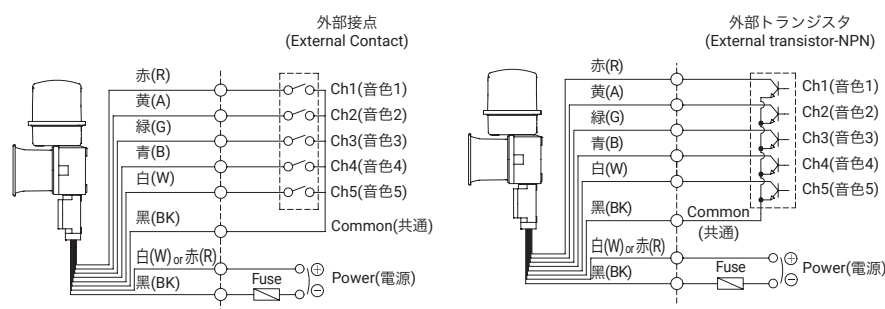 外部接点
(External Contact)
赤(R)
黄(A)
緑(G)
青(B)
白(W)
黒(BK)
白(W)or赤(R)
黒(BK)
Fuse
Ch1(音色1)
Ch2(音色2)
Ch3(音色3)
Ch4(音色4)
Ch5(音色5)
Common(共通)
⊕
⊖
Power(電源)
外部トランジスタ
(External transistor-NPN)
赤(R)
黄(A)
緑(G)
青(B)
白(W)
黒(BK)
白(W)or赤(R)
黒(BK)
Fuse
Ch1(音色1)
Ch2(音色2)
Ch3(音色3)
Ch4(音色4)
Ch5(音色5)
Common
(共通)
⊕
⊖
Power(電源)